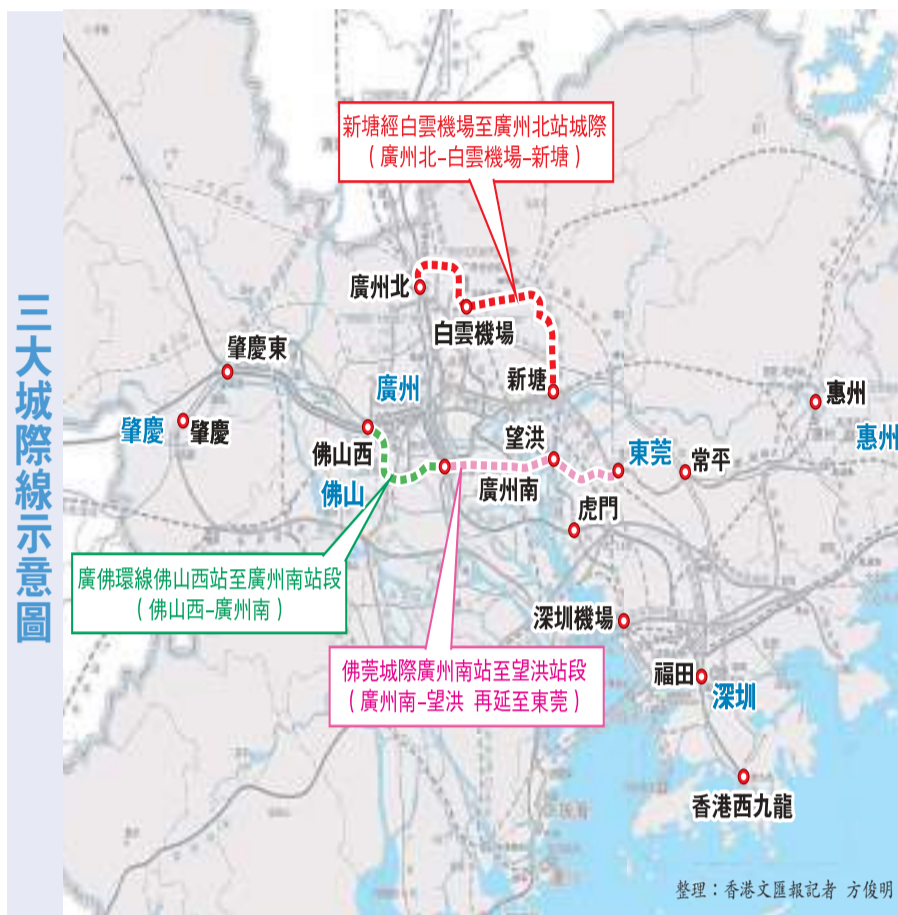 三大城際線示意圖
新塘經白雲機場至廣州北站城際
（廣州北–白雲機場–新塘）
廣州北
白雲機場
肇慶東
新塘
廣州
惠州
肇慶
肇慶
佛山西
望洪
東莞
常平
惠州
佛山
廣州南
虎門
廣佛環線佛山西站至廣州南站段
（佛山西–廣州南）
深圳機場
佛莞城際廣州南站至望洪站段
（廣州南–望洪 再延至東莞）
福田
深圳
香港西九龍
整理：香港文匯報記者 方俊明